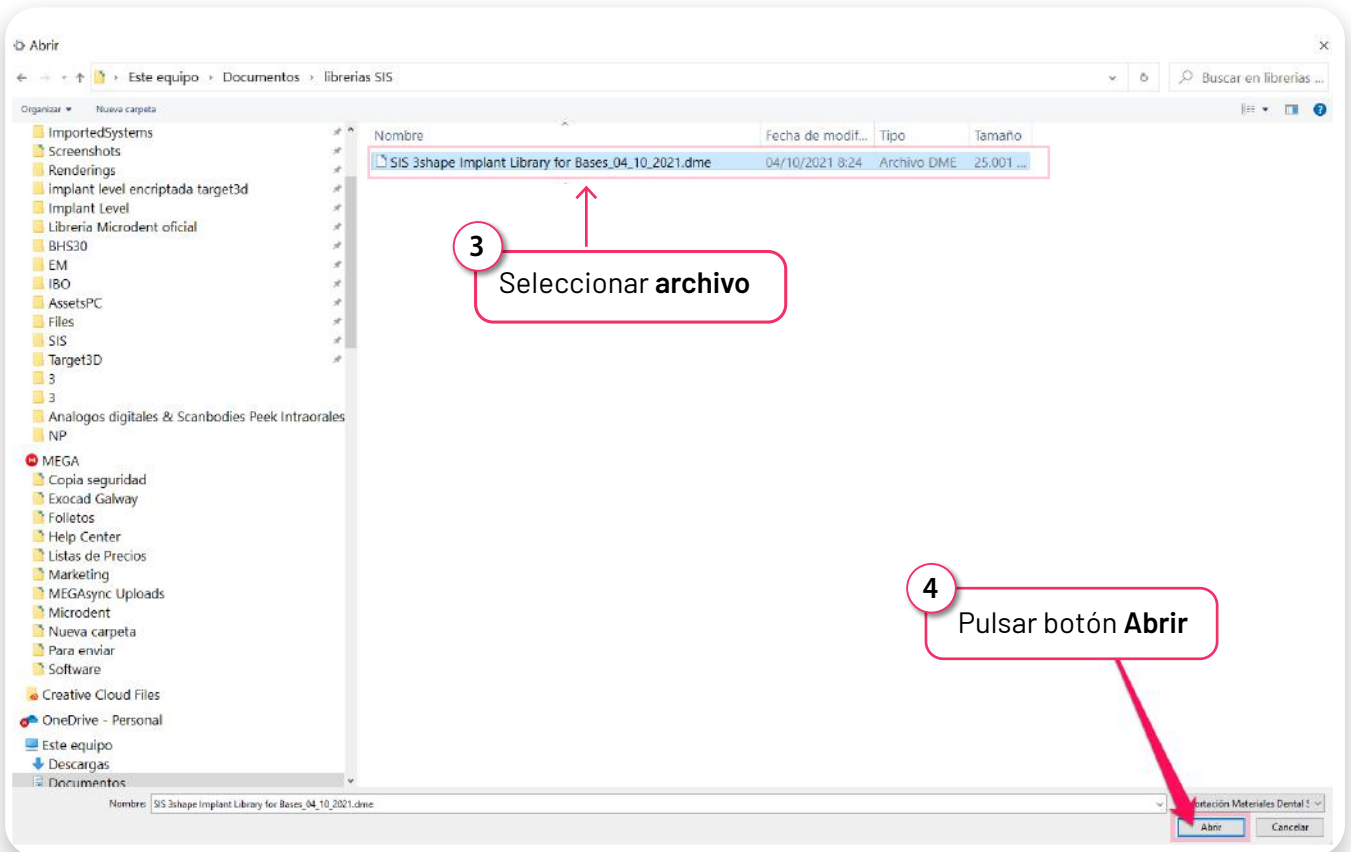 Abrir
Este equipo › Documentos › librerias SIS
Buscar en librerias ...
Organizar
Nueva carpeta
ImportedSystems
Screenshots
Renderings
implant level encriptada target3d
Implant Level
Libreria Microdent oficial
BHS30
EM
IBO
AssetsPC
Files
SIS
Target3D
3
3
Analogos digitales & Scanbodies Peek Intraorales
NP
MEGA
Copia seguridad
Exocad Galway
Folletos
Help Center
Listas de Precios
Marketing
MEGAsync Uploads
Microdent
Nueva carpeta
Para enviar
Software
Creative Cloud Files
OneDrive - Personal
Este equipo
Descargas
Documentos
Nombre Fecha de modif... Tipo Tamaño
SIS 3shape Implant Library for Bases_04_10_2021.dme 04/10/2021 8:24 Archivo DME 25.001 ...
3
Seleccionar archivo
4
Pulsar botón Abrir
Nombre: SIS 3shape Implant Library for Bases_04_10_2021.dme
Materiales Dental
Abrir Cancelar